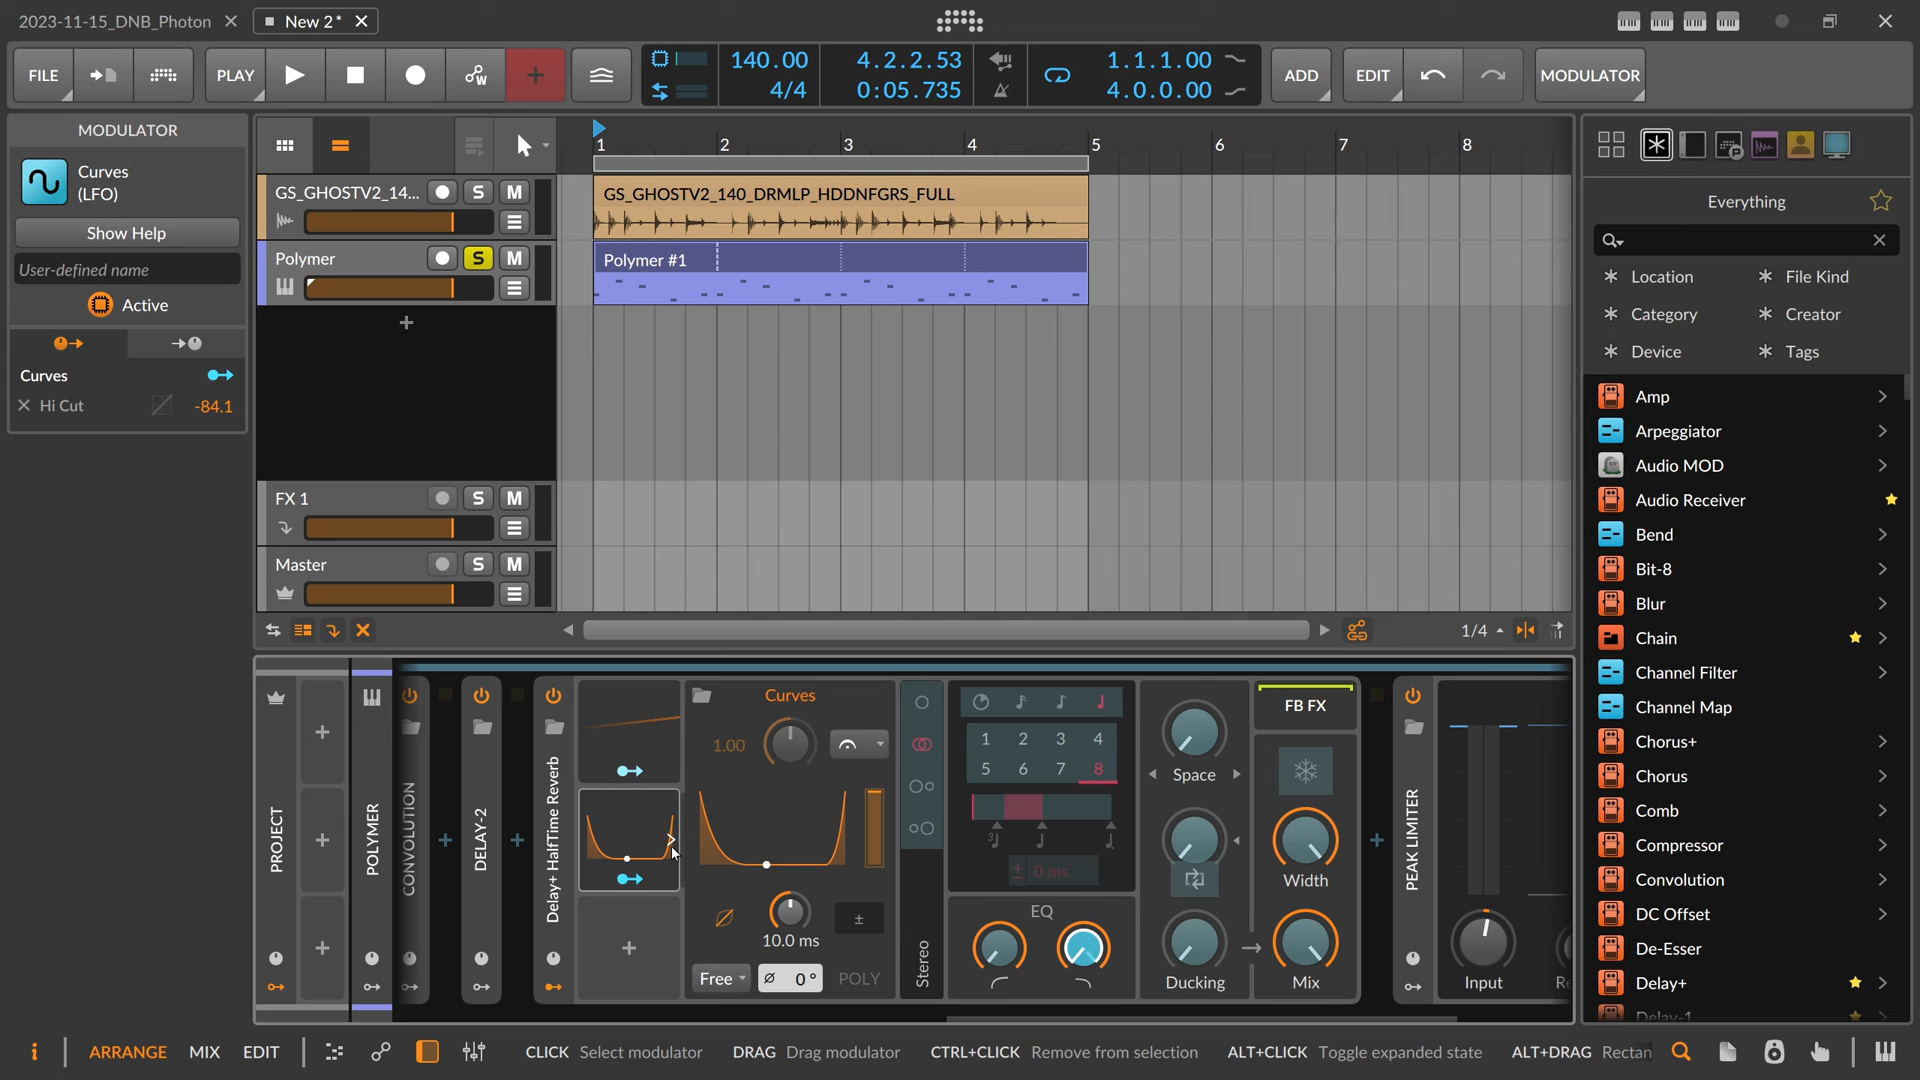 2023-11-15_DNB_Photon
New 2*
FILE
PLAY
+
140.00
4/4
4.2.2.53
0:05.735
1.1.1.00
4.0.0.00
ADD
EDIT
MODULATOR
MODULATOR
Curves
(LFO)
Show Help
User-defined name
Active
Curves
Hi Cut
-84.1
1
2
3
4
5
6
7
8
GS_GHOSTV2_14...
S
M
GS_GHOSTV2_140_DRMLP_HDDNFGRS_FULL
Polymer
S
M
Polymer #1
+
FX 1
S
M
Master
S
M
1/4
Everything
Location
File Kind
Category
Creator
Device
Tags
Amp
Arpeggiator
Audio MOD
Audio Receiver
Bend
Bit-8
Blur
Chain
Channel Filter
Channel Map
Chorus+
Chorus
Comb
Compressor
Convolution
DC Offset
De-Esser
Delay+
Delay-1
PROJECT
POLYMER
CONVOLUTION
DELAY-2
Delay+ HalfTime Reverb
Curves
1.00
10.0 ms
±
Free
Ø 0°
POLY
Stereo
1 2 3 4
5 6 7 8
3
± 0 ms
EQ
Space
Ducking
FB FX
Width
Mix
PEAK LIMITER
Input
Re
i
ARRANGE
MIX
EDIT
CLICK Select modulator
DRAG Drag modulator
CTRL+CLICK Remove from selection
ALT+CLICK Toggle expanded state
ALT+DRAG Rectan